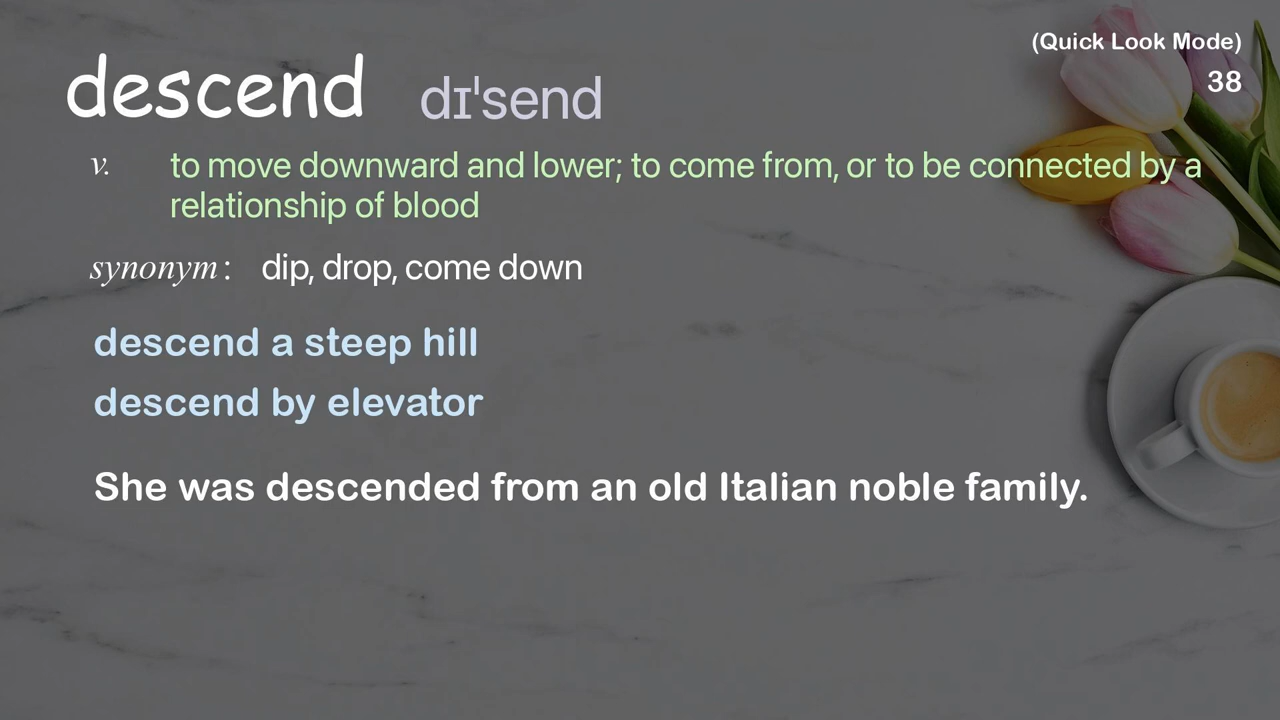 (Quick Look Mode)
38
descend dɪˈsend
v. to move downward and lower; to come from, or to be connected by a
relationship of blood
synonym : dip, drop, come down
descend a steep hill
descend by elevator
She was descended from an old Italian noble family.